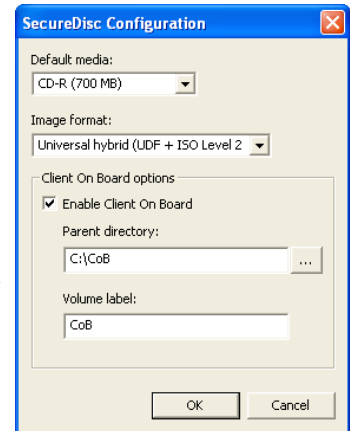 SecureDisc Configuration
Default media:
CD-R (700 MB)
Image format:
Universal hybrid (UDF + ISO Level 2
Client On Board options
Enable Client On Board
Parent directory:
C:\CoB
...
Volume label:
CoB
OK Cancel